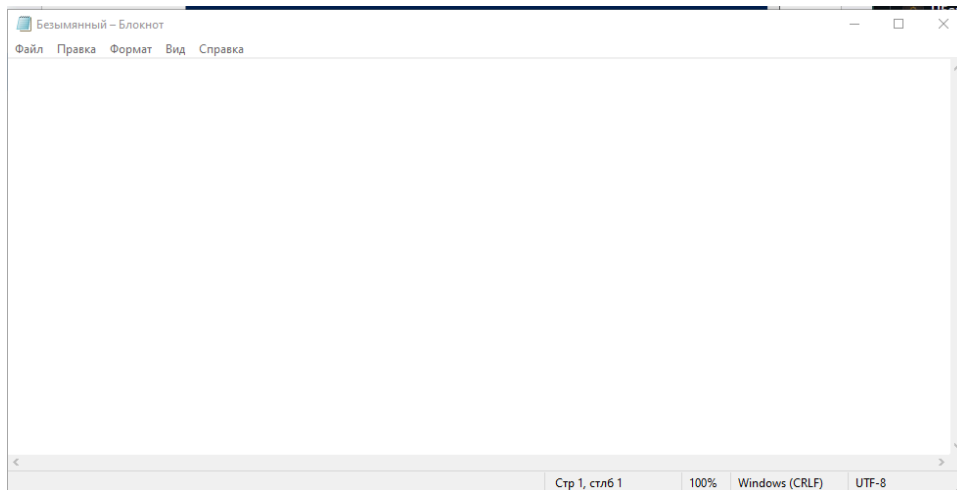 Безымянный – Блокнот
Файл Правка Формат Вид Справка
Стр 1, стлб 1 100% Windows (CRLF) UTF-8